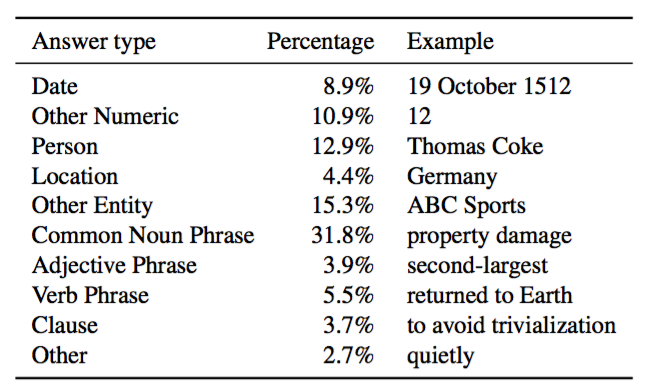 Answer type Percentage Example
Date 8.9% 19 October 1512
Other Numeric 10.9% 12
Person 12.9% Thomas Coke
Location 4.4% Germany
Other Entity 15.3% ABC Sports
Common Noun Phrase 31.8% property damage
Adjective Phrase 3.9% second-largest
Verb Phrase 5.5% returned to Earth
Clause 3.7% to avoid trivialization
Other 2.7% quietly